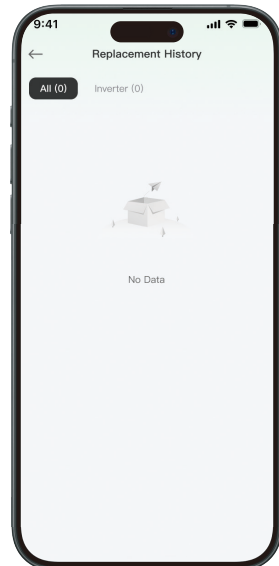 9:41
Replacement History
All (0)
Inverter (0)
No Data